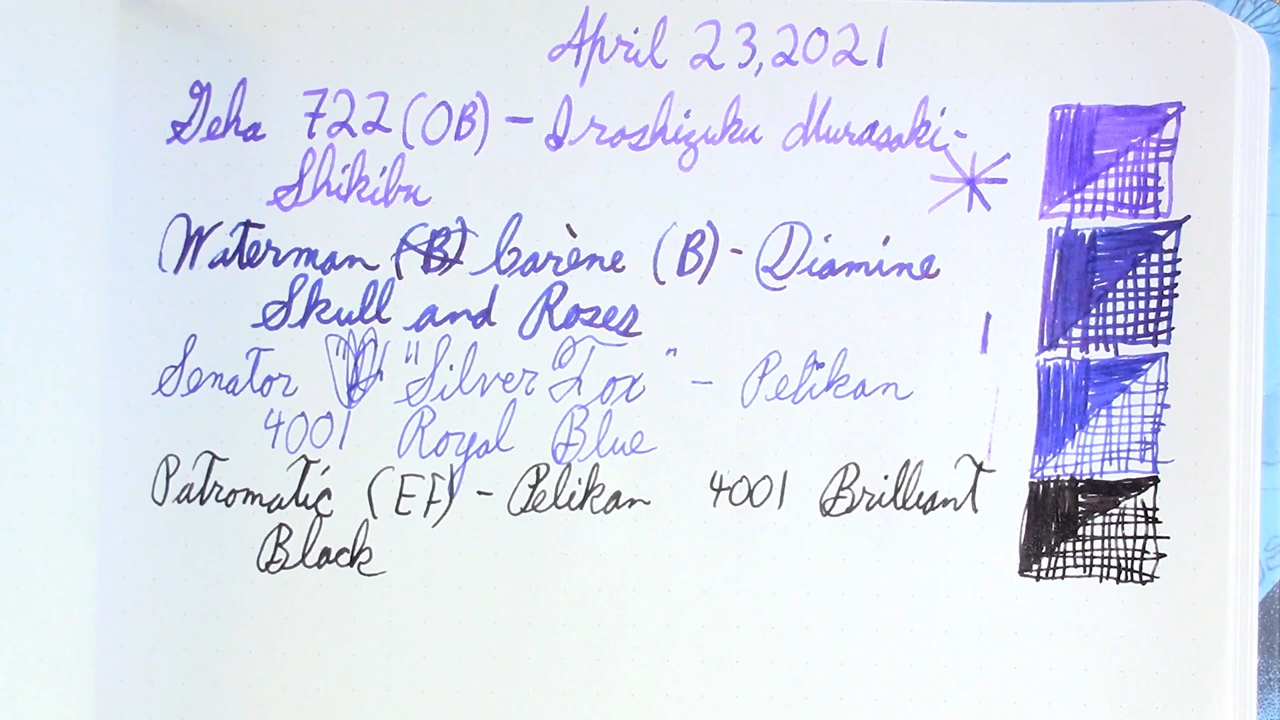 April 23, 2021
Geha 722 (OB) - Iroshizuku Murasaki-
Shikibu
Waterman (B) Carène (B) - Diamine
Skull and Roses
Senator "Silver Fox" - Pelikan
4001 Royal Blue
Patromatic (EF) - Pelikan 4001 Brilliant
Black